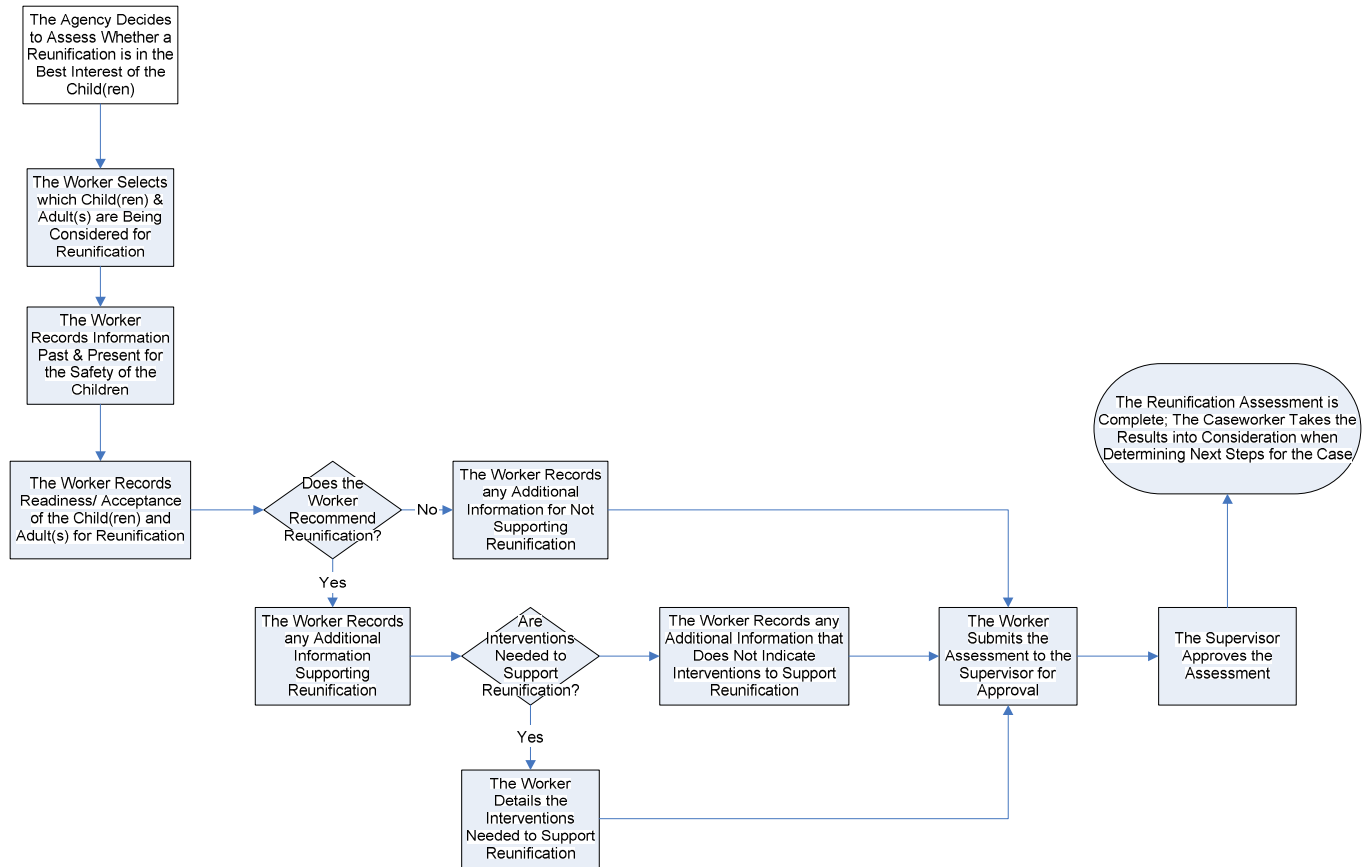 The Agency Decides
to Assess Whether a
Reunification is in the
Best Interest of the
Child(ren)
The Worker Selects
which Child(ren) &
Adult(s) are Being
Considered for
Reunification
The Worker
Records Information
Past & Present for
the Safety of the
Children
The Worker Records
Readiness/ Acceptance
of the Child(ren) and
Adult(s) for Reunification
Does the
Worker
Recommend
Reunification?
No
The Worker Records
any Additional
Information for Not
Supporting
Reunification
Yes
The Worker Records
any Additional
Information
Supporting
Reunification
Are
Interventions
Needed to
Support
Reunification?
The Worker Records any
Additional Information that
Does Not Indicate
Interventions to Support
Reunification
Yes
The Worker
Details the
Interventions
Needed to Support
Reunification
The Worker
Submits the
Assessment to the
Supervisor for
Approval
The Supervisor
Approves the
Assessment
The Reunification Assessment is
Complete; The Caseworker Takes the
Results into Consideration when
Determining Next Steps for the Case